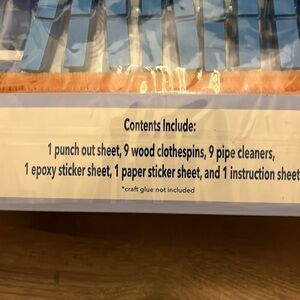 Contents Include:
1 punch out sheet, 9 wood clothespins, 9 pipe cleaners,
1 epoxy sticker sheet, 1 paper sticker sheet, and 1 instruction sheet
*craft glue not included